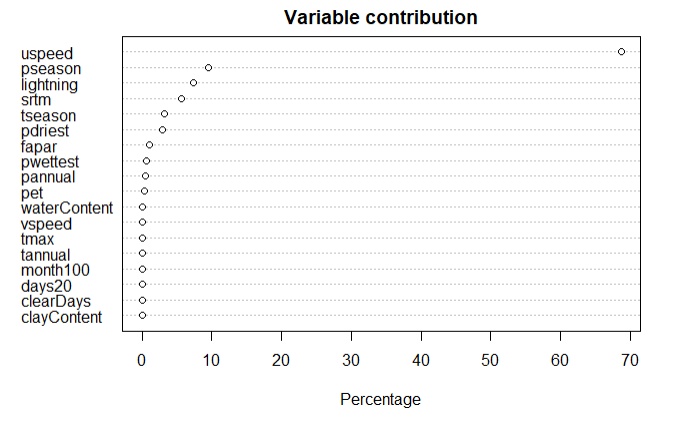 Variable contribution
uspeed
pseason
lightning
srtm
tseason
pdriest
fapar
pwettest
pannual
pet
waterContent
vspeed
tmax
tannual
month100
days20
clearDays
clayContent
0 10 20 30 40 50 60 70
Percentage